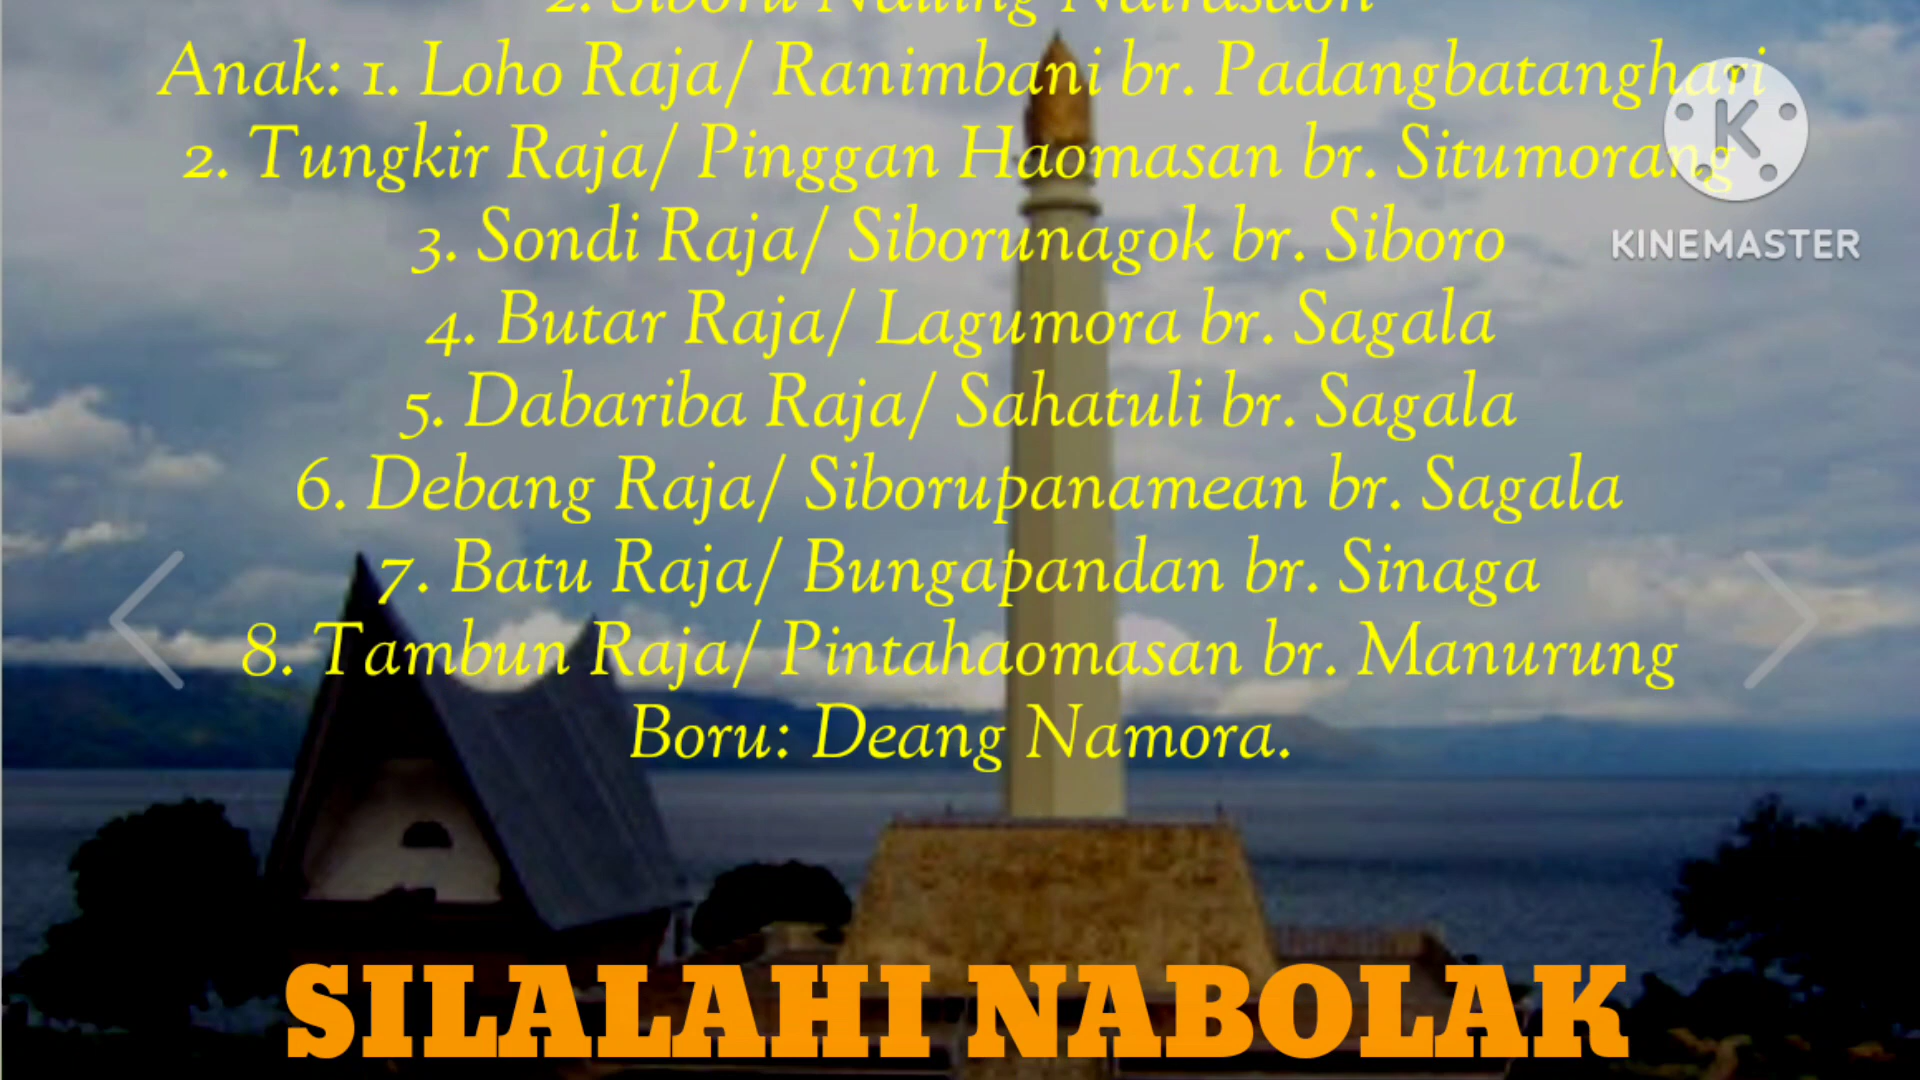 Anak: 1. Loho Raja/ Ranimbani br. Padangbatanghari
2. Tungkir Raja/ Pinggan Haomasan br. Situmorang
3. Sondi Raja/ Siborunagok br. Siboro
4. Butar Raja/ Lagumora br. Sagala
5. Dabariba Raja/ Sahatuli br. Sagala
6. Debang Raja/ Siborupanamean br. Sagala
7. Batu Raja/ Bungapandan br. Sinaga
8. Tambun Raja/ Pintahaomasan br. Manurung
Boru: Deang Namora.
K
KINEMASTER
SILALAHI NABOLAK